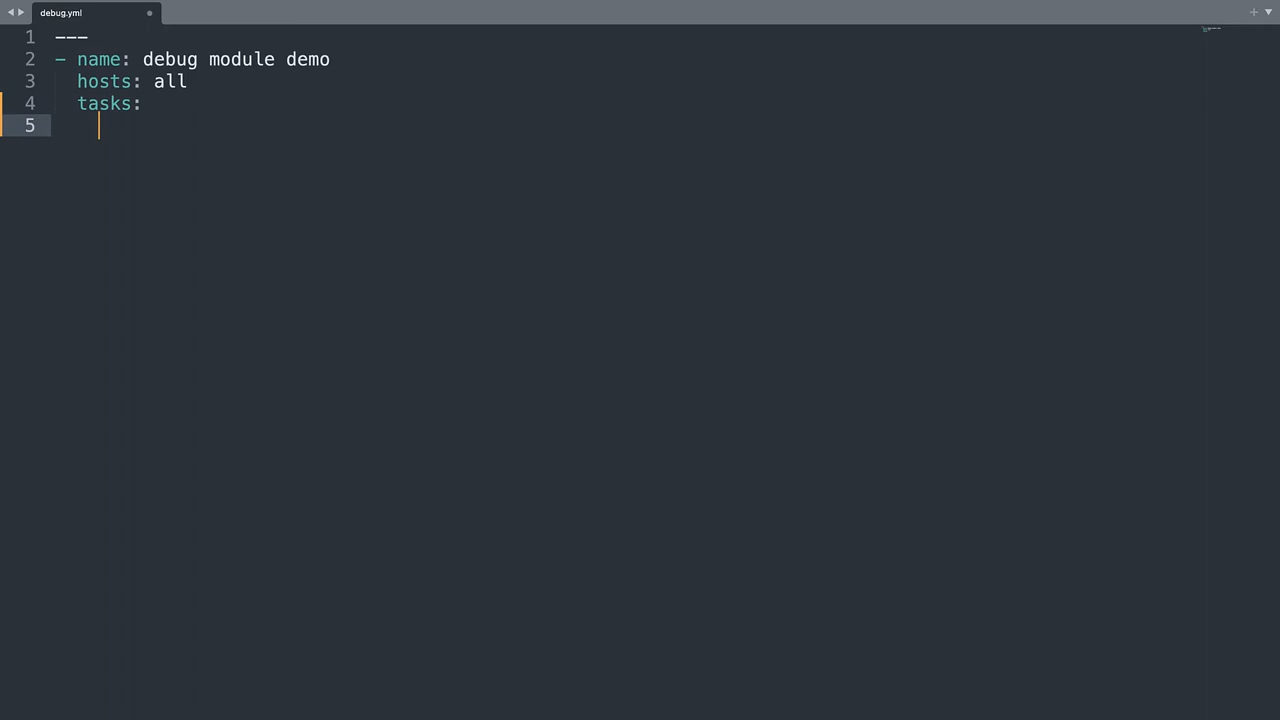 debug.yml
1 ---
2 - name: debug module demo
3   hosts: all
4   tasks:
5